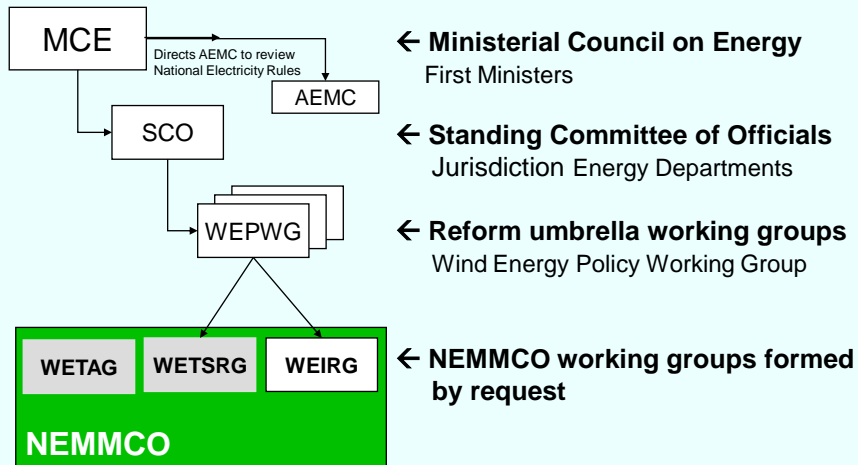 MCE
Directs AEMC to review
National Electricity Rules
AEMC
← Ministerial Council on Energy
First Ministers
SCO
← Standing Committee of Officials
Jurisdiction Energy Departments
WEPWG
← Reform umbrella working groups
Wind Energy Policy Working Group
WETAG
WETSRG
WEIRG
← NEMMCO working groups formed
by request
NEMMCO